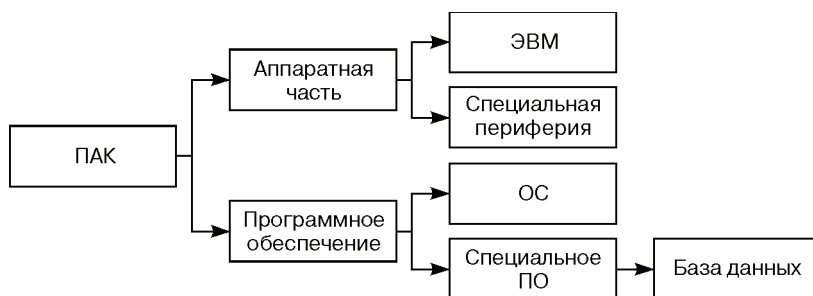 ЭВМ
Аппаратная
часть
Специальная
периферия
ПАК
ОС
Программное
обеспечение
Специальное
ПО
База данных